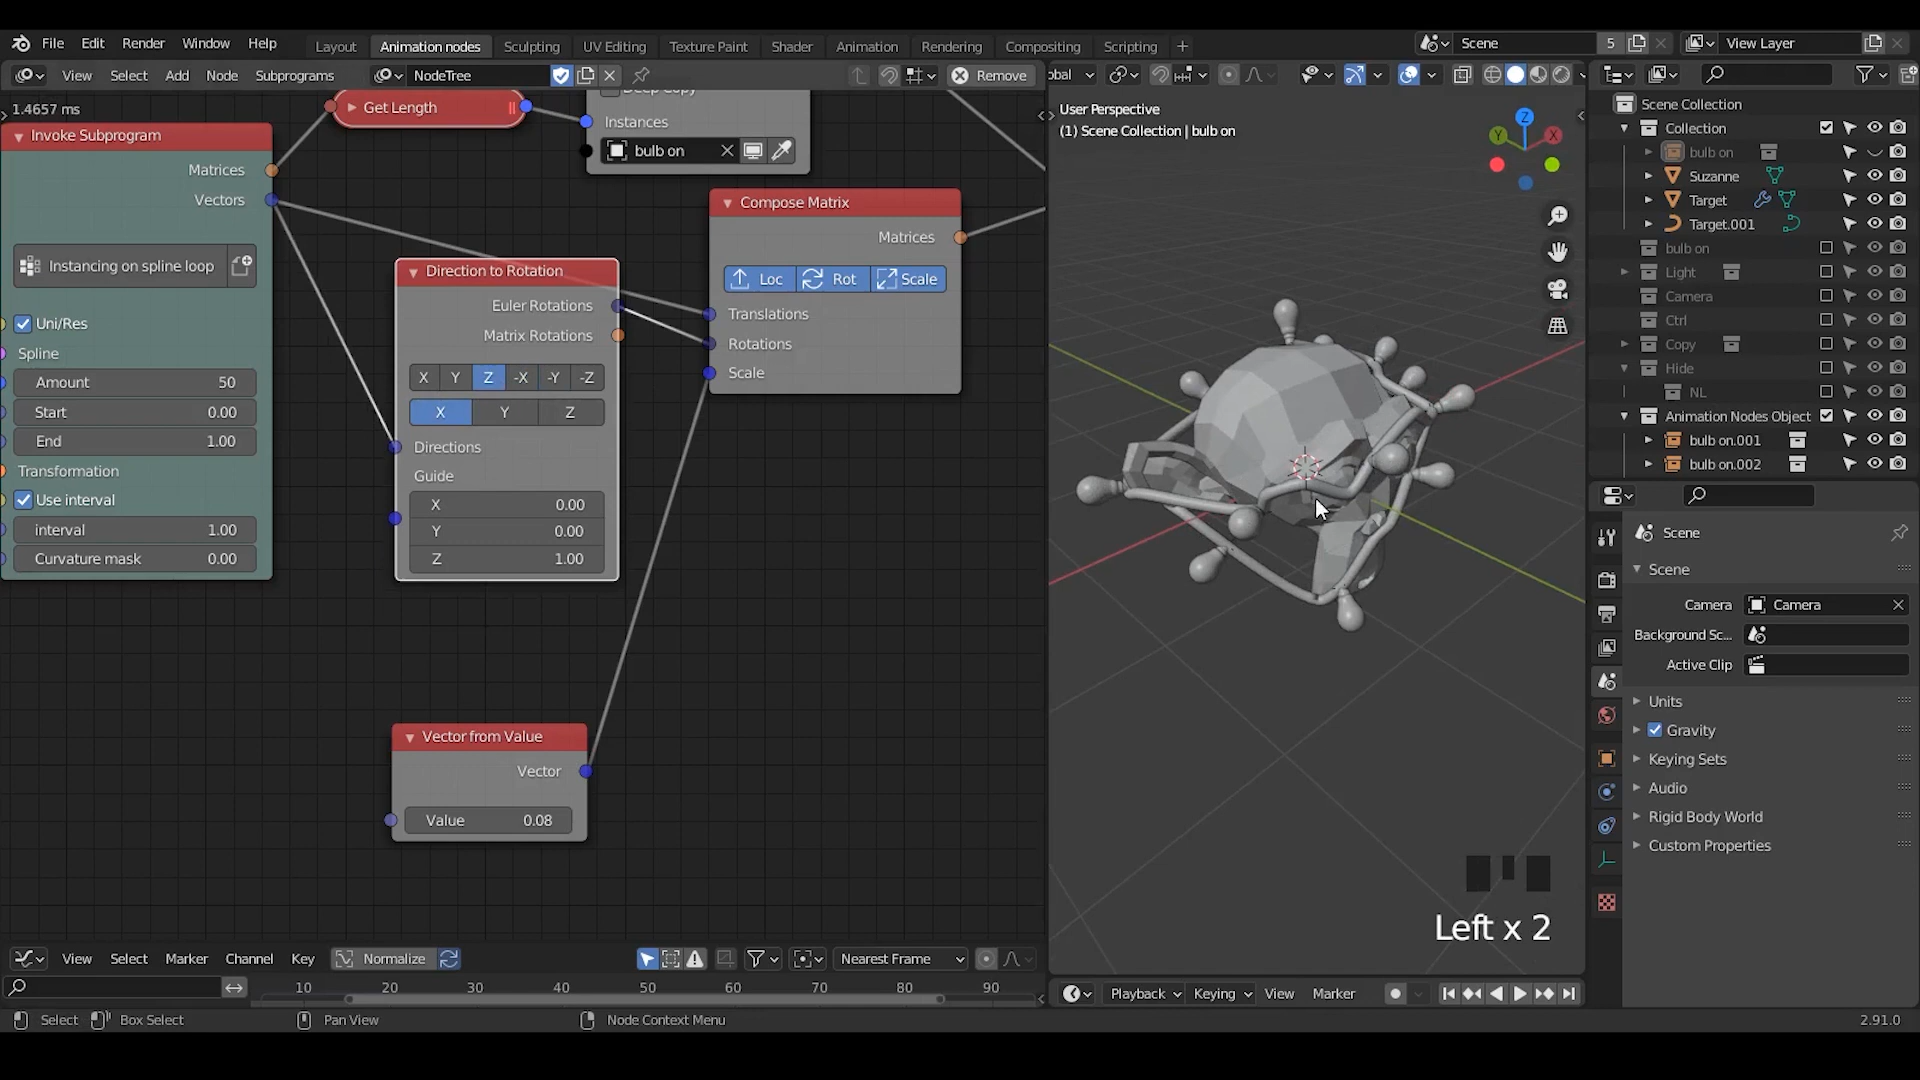 File Edit Render Window Help
Layout Animation nodes Sculpting UV Editing Texture Paint Shader Animation Rendering Compositing Scripting +
Scene 5
View Layer
View Select Add Node Subprograms NodeTree
Remove
obal
1.4657 ms
Invoke Subprogram
Matrices
Vectors
Instancing on spline loop
Uni/Res
Spline
Amount 50
Start 0.00
End 1.00
Transformation
Use interval
interval 1.00
Curvature mask 0.00
Get Length
Deep Copy
Instances
bulb on
Direction to Rotation
Euler Rotations
Matrix Rotations
X Y Z -X -Y -Z
X Y Z
Directions
Guide
X 0.00
Y 0.00
Z 1.00
Compose Matrix
Matrices
Loc Rot Scale
Translations
Rotations
Scale
Vector from Value
Vector
Value 0.08
User Perspective
(1) Scene Collection | bulb on
Z
Y
X
Left x 2
Scene Collection
Collection
bulb on
Suzanne
Target
Target.001
bulb on
Light
Camera
Ctrl
Copy
Hide
NL
Animation Nodes Object
bulb on.001
bulb on.002
Scene
Scene
Camera Camera
Background Sc...
Active Clip
Units
Gravity
Keying Sets
Audio
Rigid Body World
Custom Properties
View Select Marker Channel Key Normalize
Nearest Frame
10 20 30 40 50 60 70 80 90
Playback Keying View Marker
Select Box Select Pan View Node Context Menu
2.91.0